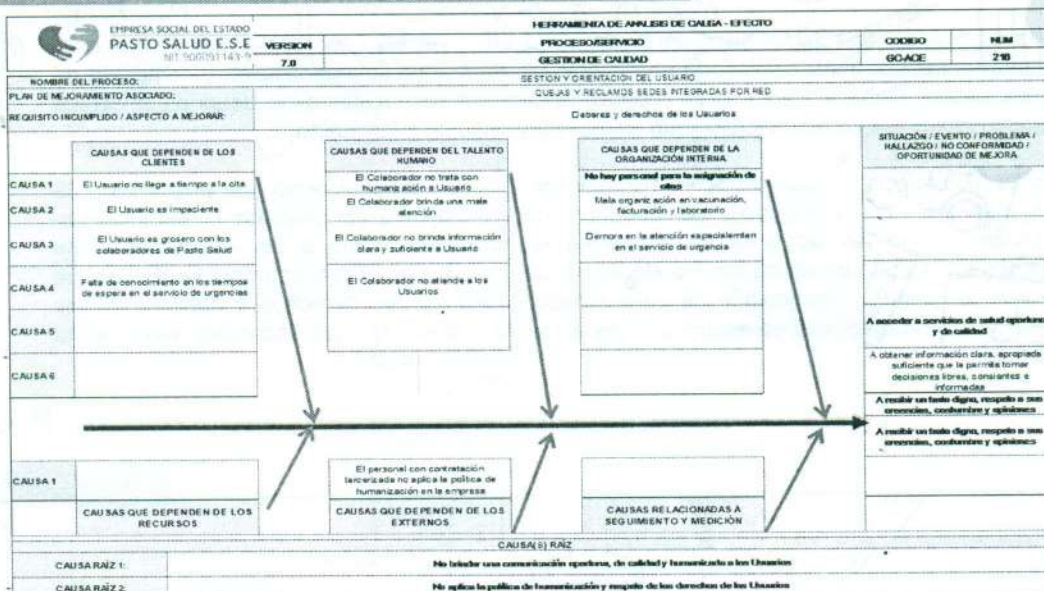 EMPRESA SOCIAL DEL ESTADO
PASTO SALUD E.S.E
NIT 900091143-9
HERRAMIENTA DE ANALISIS DE CAUSA - EFECTO
VERSION
PROCESO/SERVICIO
CODIGO
NUM
7.0
GESTION DE CALIDAD
GC-ACE
216
NOMBRE DEL PROCESO:
GESTION Y ORIENTACION DEL USUARIO
PLAN DE MEJORAMIENTO ASOCIADO:
QUEJAS Y RECLAMOS SEDES INTEGRADAS POR RED
REQUISITO INCUMPLIDO / ASPECTO A MEJORAR:
Deberes y derechos de los Usuarios
CAUSAS QUE DEPENDEN DE LOS
CLIENTES
CAUSAS QUE DEPENDEN DEL TALENTO
HUMANO
CAUSAS QUE DEPENDEN DE LA
ORGANIZACIÓN INTERNA
SITUACIÓN / EVENTO / PROBLEMA /
HALLAZGO / NO CONFORMIDAD /
OPORTUNIDAD DE MEJORA
CAUSA 1
El Usuario no llega a tiempo a la cita
El Colaborador no trata con
humanización a Usuario
No hay personal para la asignación de
citas
CAUSA 2
El Usuario es impaciente
El Colaborador brinda una mala
atención
Mala organización en vacunación,
facturación y laboratorio
CAUSA 3
El Usuario es grosero con los
colaboradores de Pasto Salud
El Colaborador no brinda información
clara y suficiente a Usuario
Demora en la atención especialemten
en el servicio de urgencia
CAUSA 4
Falta de conocimiento en los tiempos
de espera en el servicio de urgencias
El Colaborador no atiende a los
Usuarios
CAUSA 5
A acceder a servicios de salud oportuna
y de calidad
CAUSA 6
A obtener información clara, apropiada
suficiente que le permita tomar
decisiones libres, consientes e
informadas
A recibir un trato digno, respeto a sus
creencias, costumbre y opiniones
A recibir un trato digno, respeto a sus
creencias, costumbre y opiniones
CAUSA 1
El personal con contratación
tercerizada no aplica la política de
humanización en la empresa
CAUSAS QUE DEPENDEN DE LOS
RECURSOS
CAUSAS QUE DEPENDEN DE LOS
EXTERNOS
CAUSAS RELACIONADAS A
SEGUIMIENTO Y MEDICIÓN
CAUSA(S) RAÍZ
CAUSA RAÍZ 1:
No brindar una comunicación oportuna, de calidad y humanizada a los Usuarios
CAUSA RAÍZ 2:
No aplica la política de humanización y respeto de los derechos de los Usuarios